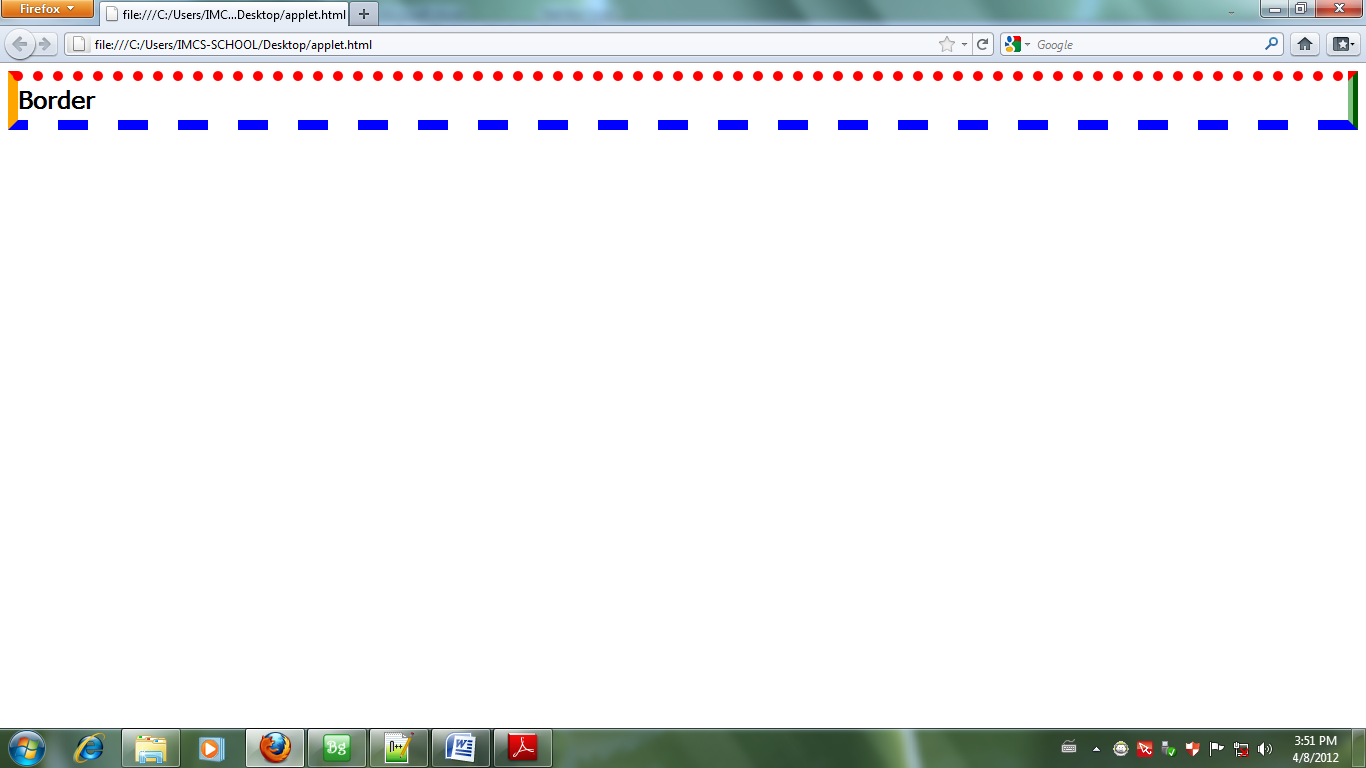 Firefox
file:///C:/Users/IMC...Desktop/applet.html
file:///C:/Users/IMCS-SCHOOL/Desktop/applet.html
Google
Border
Bg
n++
W
3:51 PM
4/8/2012